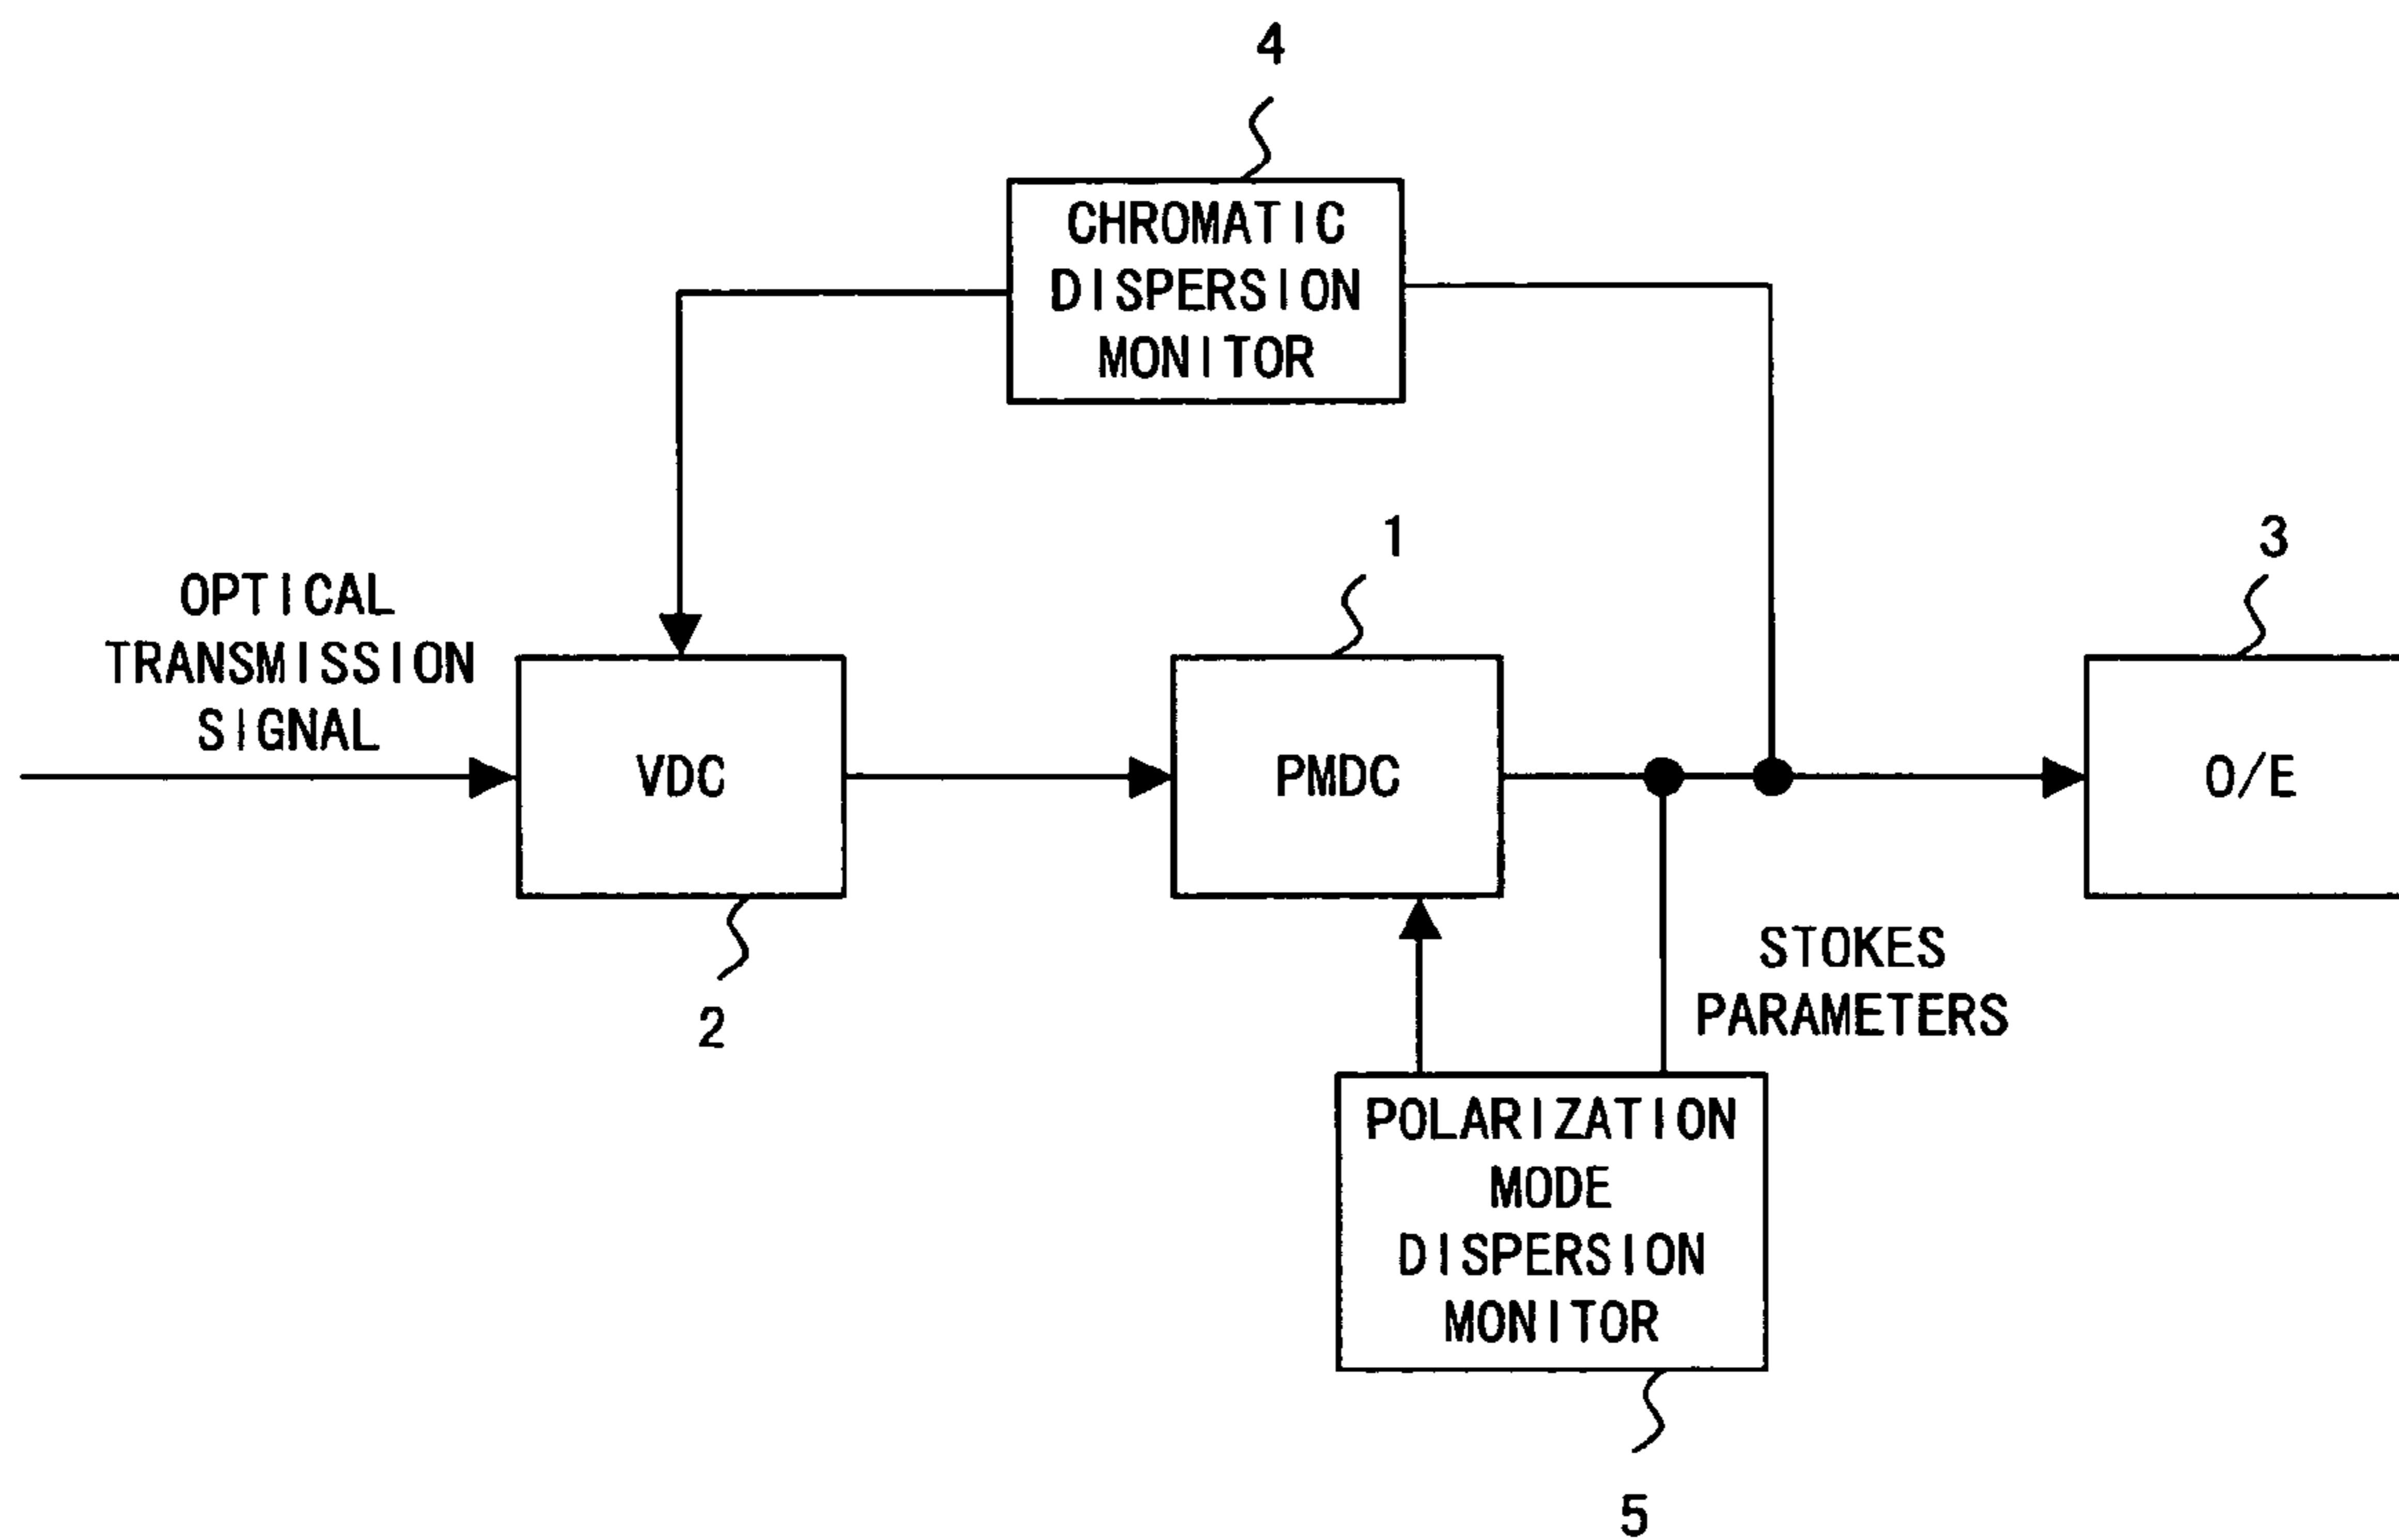 4
CHROMATIC
DISPERSION
MONITOR
1
3
OPTICAL
TRANSMISSION
SIGNAL
VDC
PMDC
O/E
2
STOKES
PARAMETERS
POLARIZATION
MODE
DISPERSION
MONITOR
5